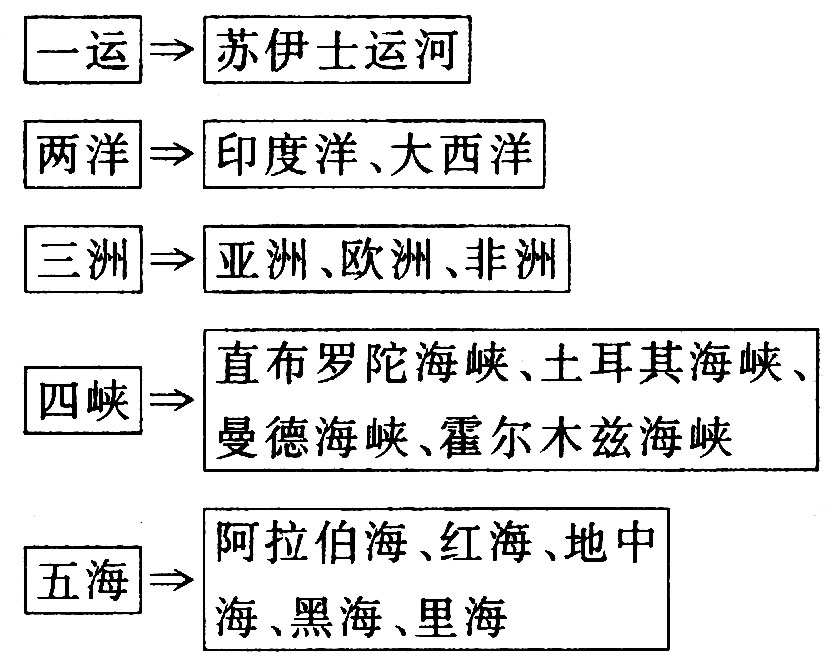 一运⇒苏伊士运河
两洋⇒印度洋、大西洋
三洲⇒亚洲、欧洲、非洲
四峡⇒直布罗陀海峡、土耳其海峡、
曼德海峡、霍尔木兹海峡
五海⇒阿拉伯海、红海、地中
海、黑海、里海